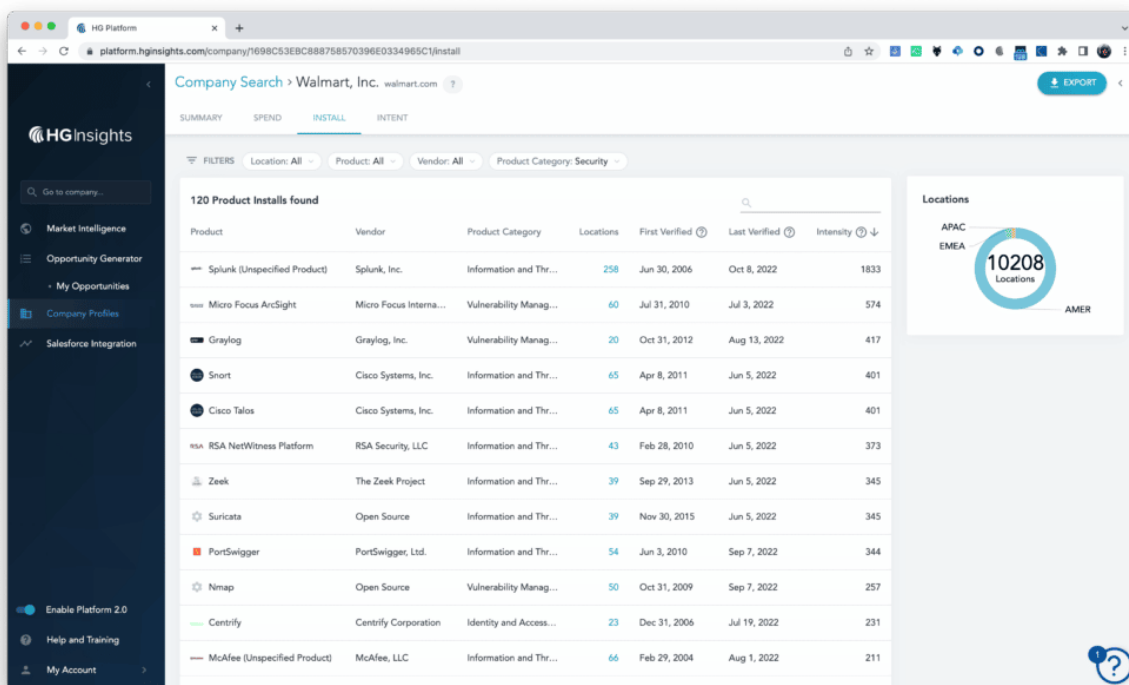 HG Platform
platform.hginsights.com/company/1698C53EBC888758570396E0334965C1/install
HGInsights
Go to company...
Market Intelligence
Opportunity Generator
My Opportunities
Company Profiles
Salesforce Integration
Enable Platform 2.0
Help and Training
My Account
Company Search > Walmart, Inc. walmart.com ?
EXPORT
SUMMARY SPEND INSTALL INTENT
FILTERS Location: All Product: All Vendor: All Product Category: Security
120 Product Installs found
Product Vendor Product Category Locations First Verified ? Last Verified ? Intensity ?
Splunk (Unspecified Product) Splunk, Inc. Information and Thr... 258 Jun 30, 2006 Oct 8, 2022 1833
Micro Focus ArcSight Micro Focus Interna... Vulnerability Manag... 60 Jul 31, 2010 Jul 3, 2022 574
Graylog Graylog, Inc. Vulnerability Manag... 20 Oct 31, 2012 Aug 13, 2022 417
Snort Cisco Systems, Inc. Information and Thr... 65 Apr 8, 2011 Jun 5, 2022 401
Cisco Talos Cisco Systems, Inc. Information and Thr... 65 Apr 8, 2011 Jun 5, 2022 401
RSA RSA NetWitness Platform RSA Security, LLC Information and Thr... 43 Feb 28, 2010 Jun 5, 2022 373
Zeek The Zeek Project Information and Thr... 39 Sep 29, 2013 Jun 5, 2022 345
Suricata Open Source Information and Thr... 39 Nov 30, 2015 Jun 5, 2022 345
PortSwigger PortSwigger, Ltd. Information and Thr... 54 Jun 3, 2010 Sep 7, 2022 344
Nmap Open Source Vulnerability Manag... 50 Oct 31, 2009 Sep 7, 2022 257
Centrify Centrify Corporation Identity and Access... 23 Dec 31, 2006 Jul 19, 2022 231
McAfee (Unspecified Product) McAfee, LLC Information and Thr... 66 Feb 29, 2004 Aug 1, 2022 211
Locations
APAC
EMEA
10208
Locations
AMER
1
?